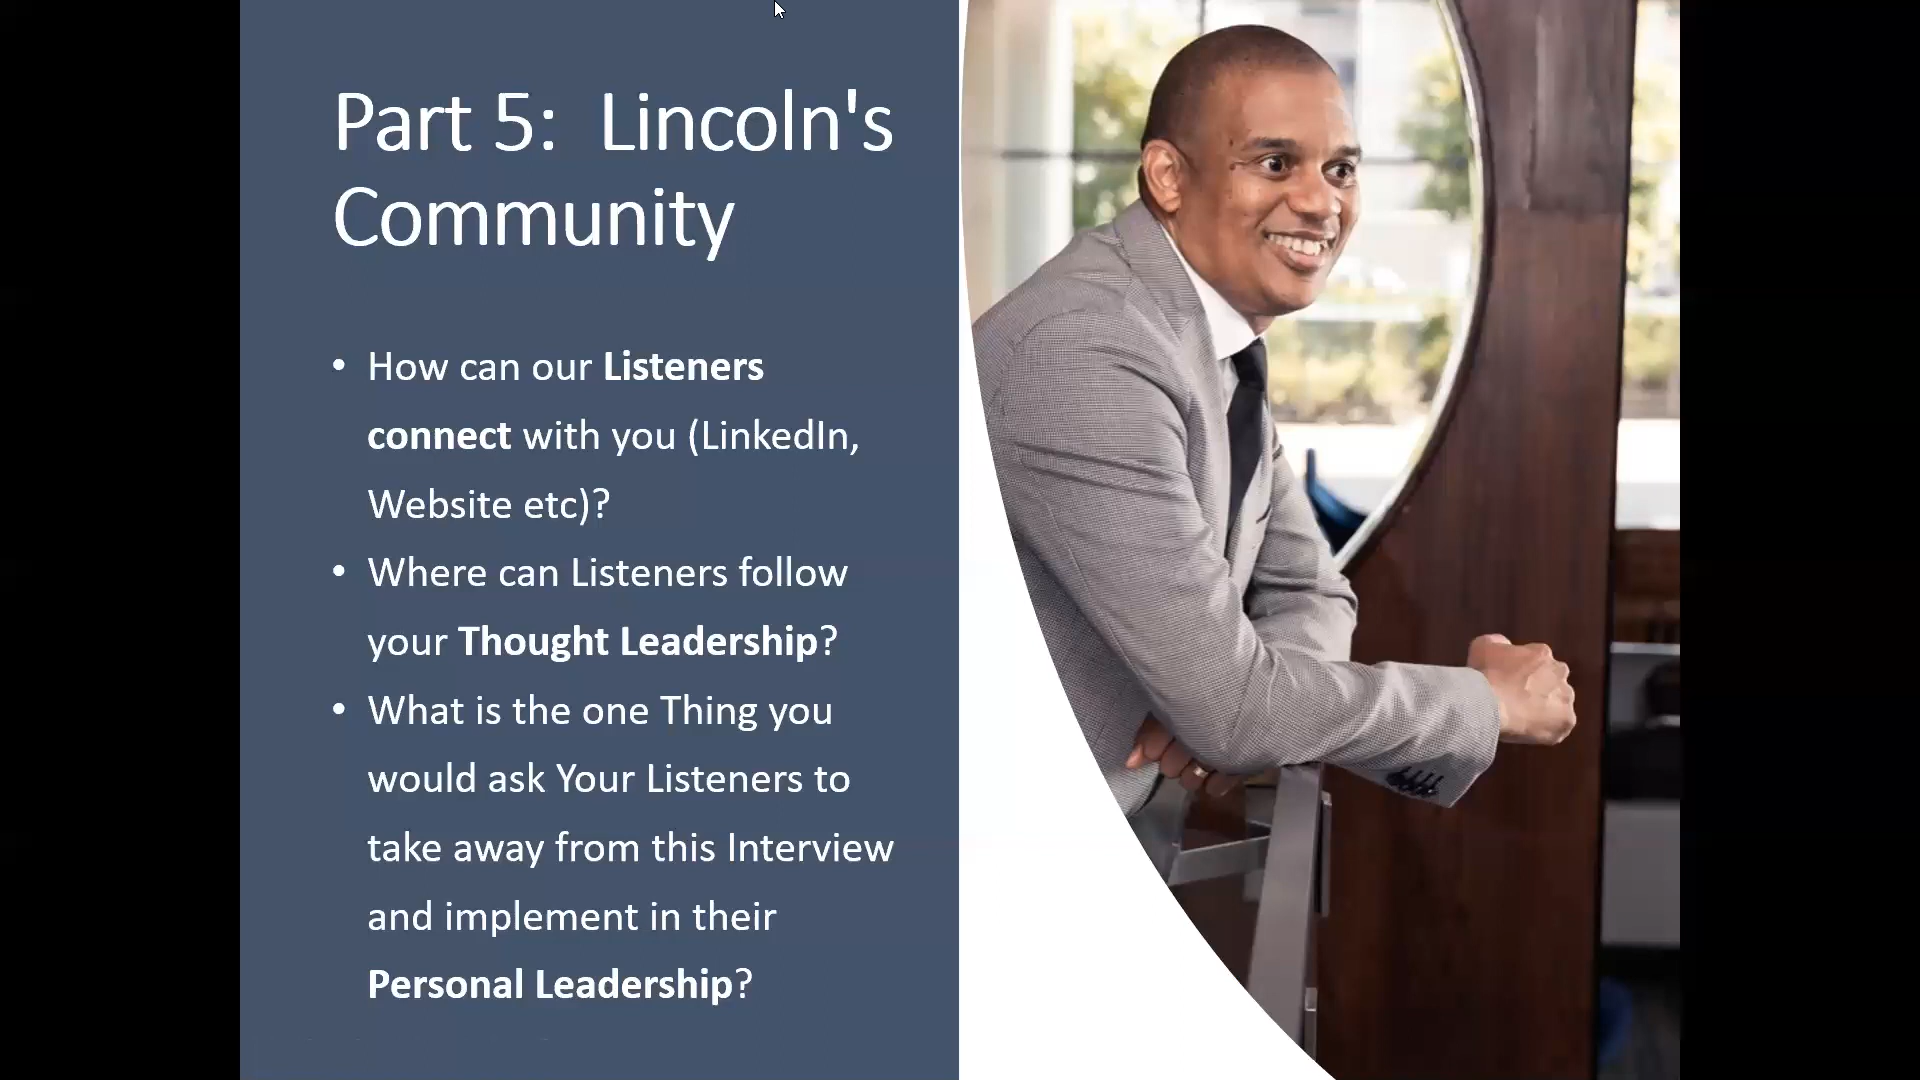 Part 5: Lincoln's
Community
• How can our Listeners
connect with you (LinkedIn,
Website etc)?
• Where can Listeners follow
your Thought Leadership?
• What is the one Thing you
would ask Your Listeners to
take away from this Interview
and implement in their
Personal Leadership?